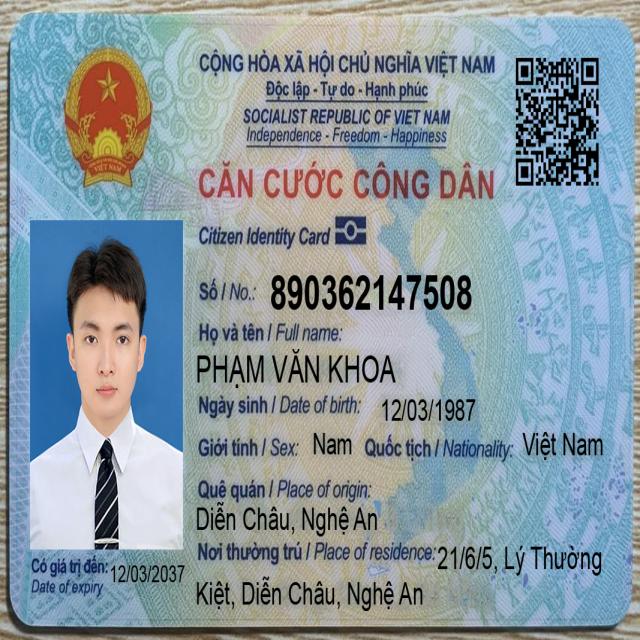 CỘNG HÒA XÃ HỘI CHỦ NGHĨA VIỆT NAM
Độc lập - Tự do - Hạnh phúc
SOCIALIST REPUBLIC OF VIET NAM
Independence - Freedom - Happiness
VIỆT NAM
CĂN CƯỚC CÔNG DÂN
Citizen Identity Card
Số / No.: 890362147508
Họ và tên / Full name:
PHẠM VĂN KHOA
Ngày sinh / Date of birth: 12/03/1987
Giới tính / Sex: Nam Quốc tịch / Nationality: Việt Nam
Quê quán / Place of origin:
Diễn Châu, Nghệ An
Nơi thường trú / Place of residence: 21/6/5, Lý Thường
Kiệt, Diễn Châu, Nghệ An
Có giá trị đến: 12/03/2037
Date of expiry